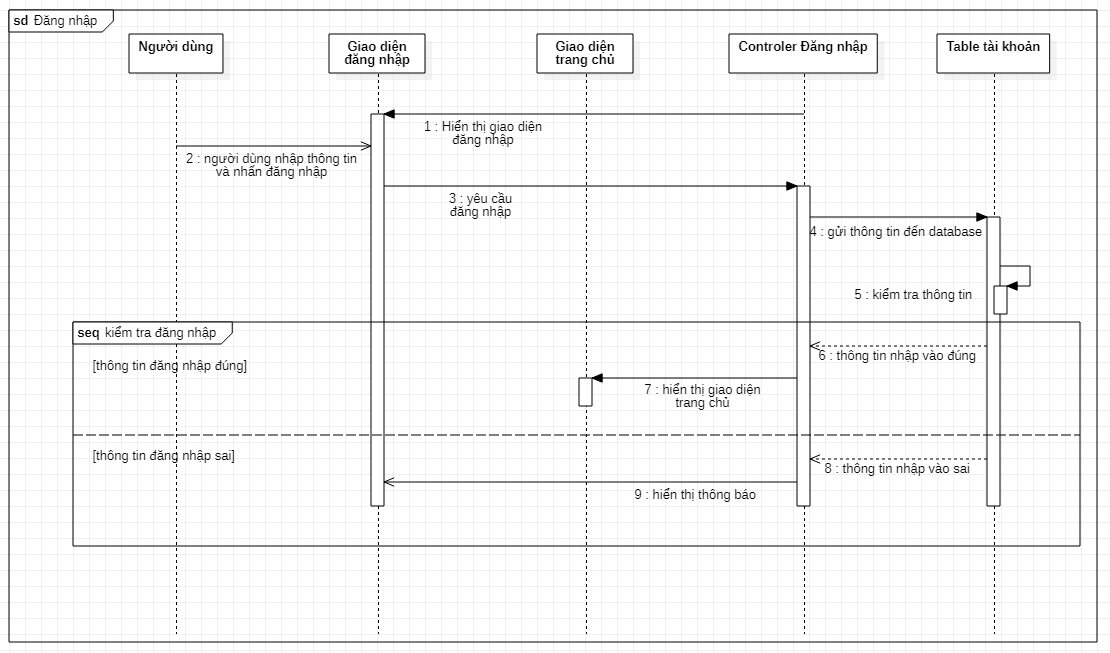 sd Đăng nhập
Người dùng
Giao diện
đăng nhập
Giao diện
trang chủ
Controler Đăng nhập
Table tài khoản
1 : Hiển thị giao diện
đăng nhập
2 : người dùng nhập thông tin
và nhấn đăng nhập
3 : yêu cầu
đăng nhập
4 : gửi thông tin đến database
5 : kiểm tra thông tin
seq kiểm tra đăng nhập
[thông tin đăng nhập đúng]
6 : thông tin nhập vào đúng
7 : hiển thị giao diện
trang chủ
[thông tin đăng nhập sai]
8 : thông tin nhập vào sai
9 : hiển thị thông báo